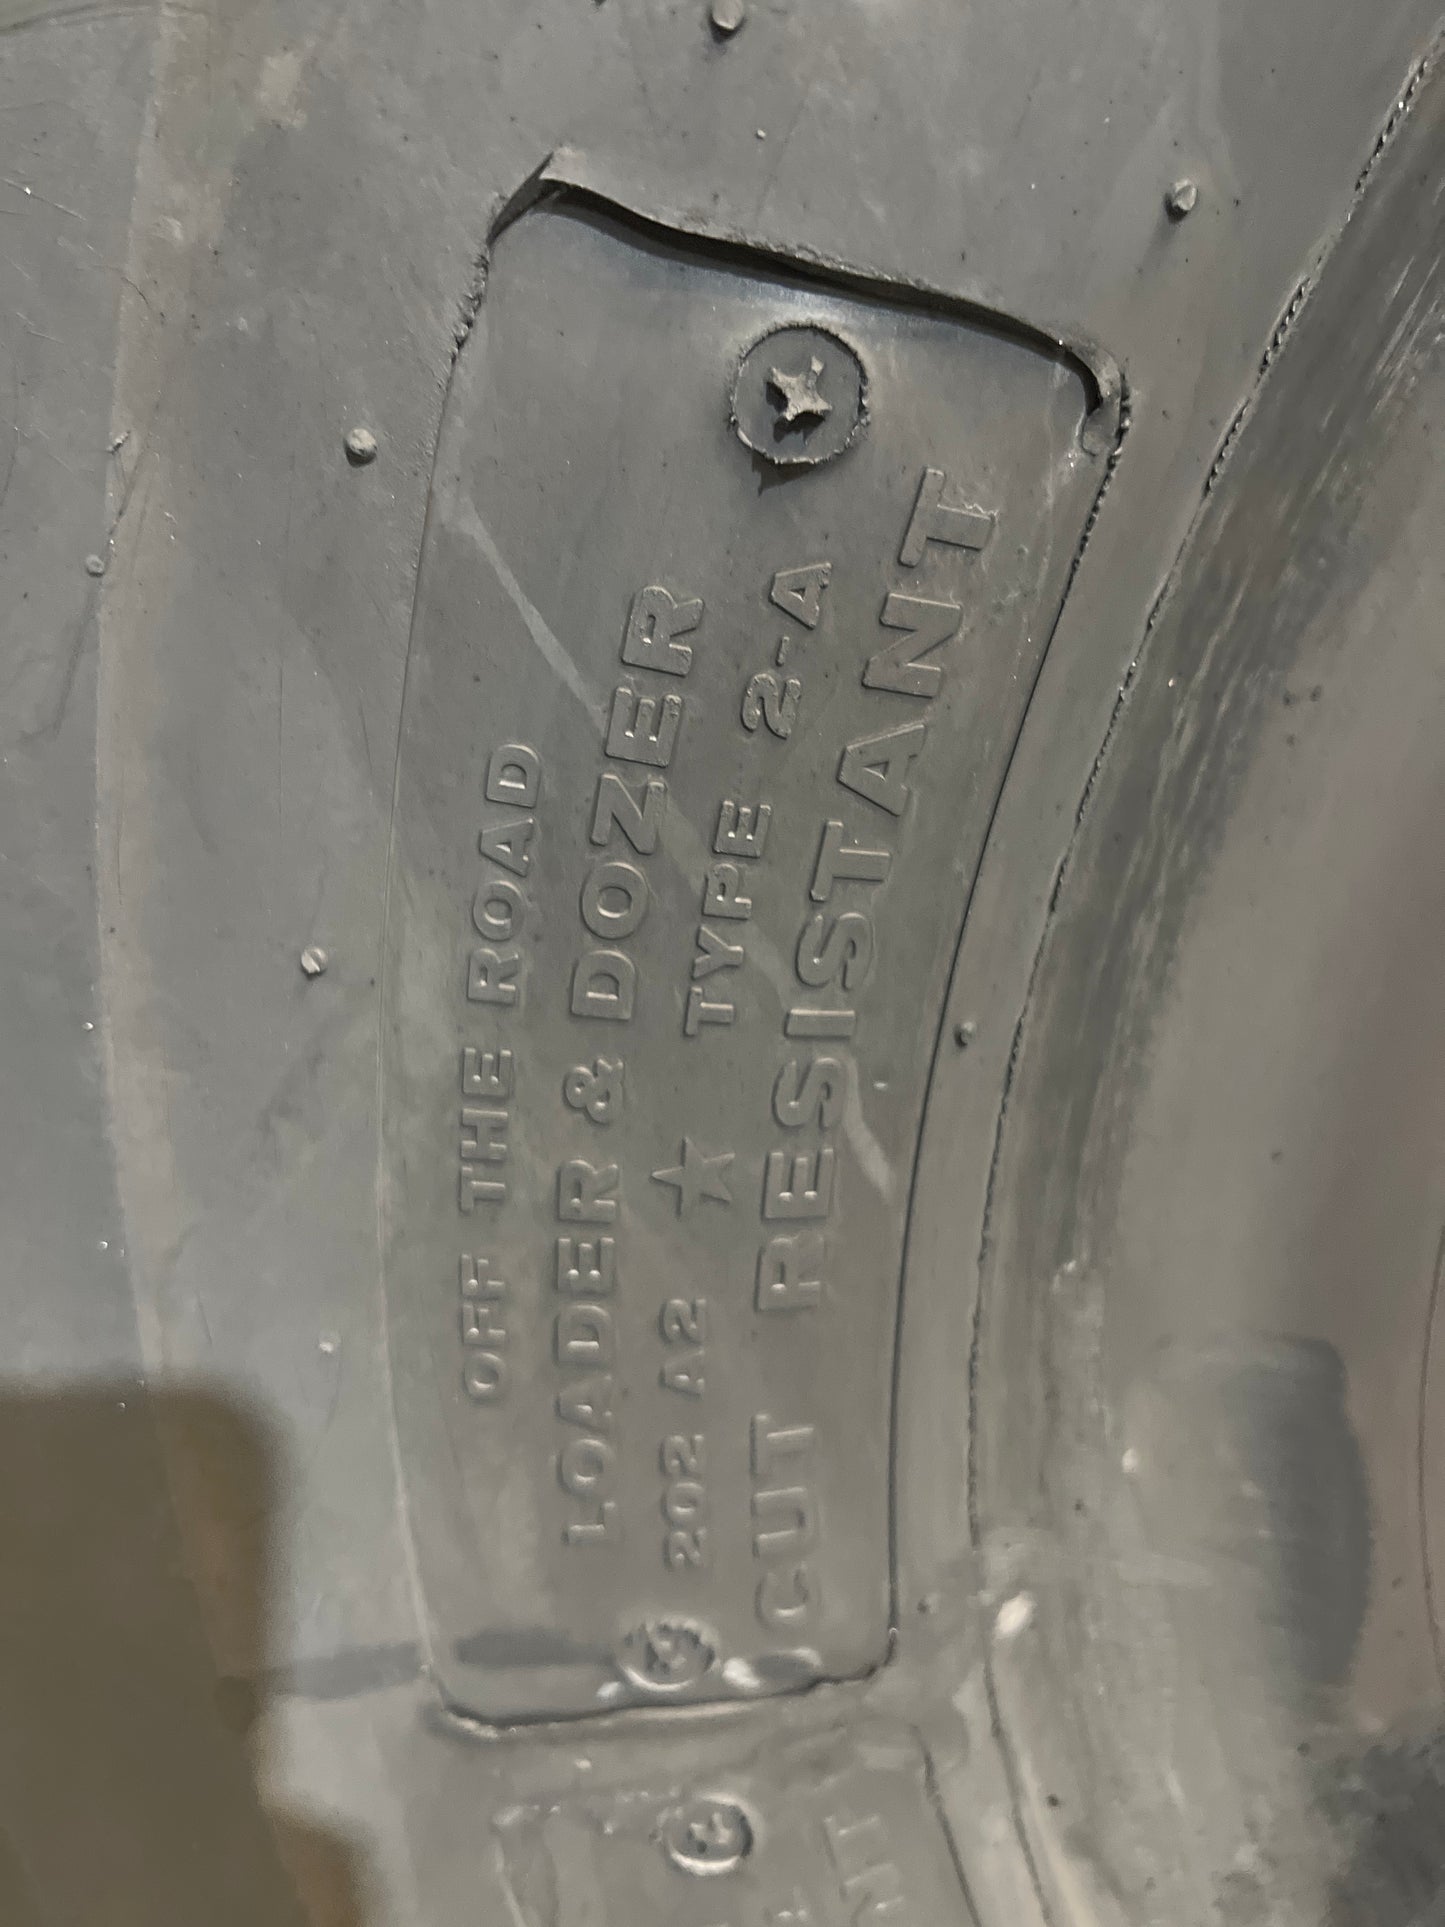 OFF THE ROAD
LOADER & DOZER
202 A2 ★ TYPE 2-A
CUT RESISTANT